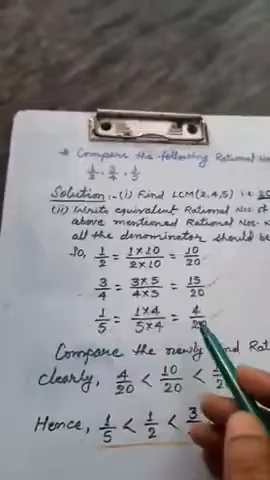 * Compare the following Rational Nos
1/2, 3/4, 1/5
Solution:- (i) Find LCM(2,4,5) i.e. 20
(ii) Write equivalent Rational Nos of
above mentioned Rational Nos.
all the denominator should be
So, 1/2 = 1×10/2×10 = 10/20
3/4 = 3×5/4×5 = 15/20
1/5 = 1×4/5×4 = 4/20
Compare the newly
Clearly, 4/20 < 10/20 <
Hence, 1/5 < 1/2 < 3